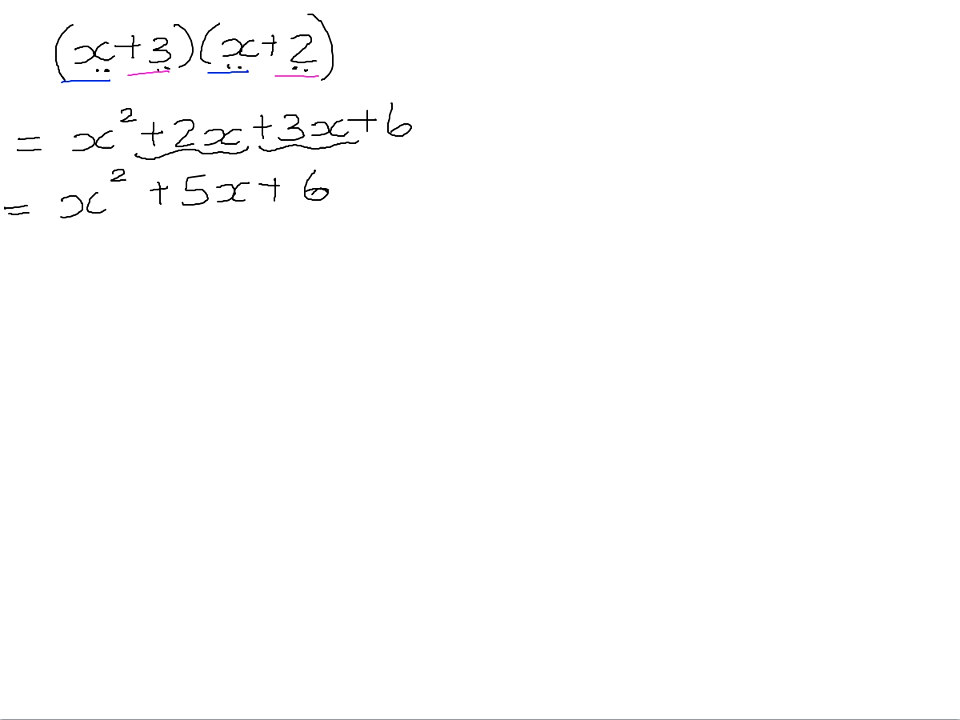 (x+3)(x+2)
= x²+2x+3x+6
= x²+5x+6